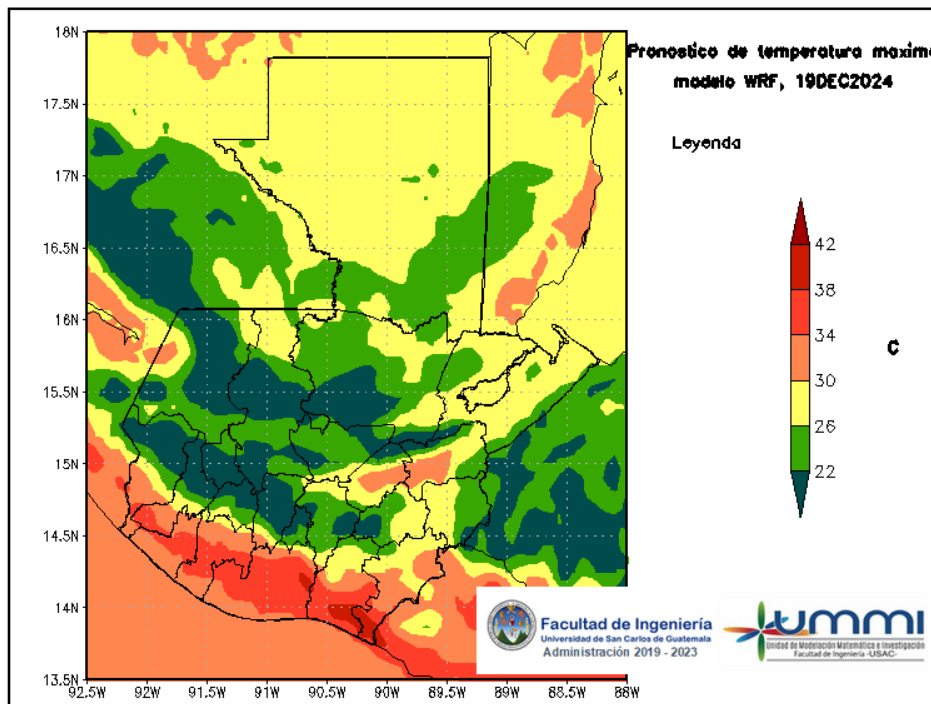 Pronostico de temperatura maxima
modelo WRF, 19DEC2024
Leyenda
18N
17.5N
17N
16.5N
16N
15.5N
15N
14.5N
14N
13.5N
92.5W 92W 91.5W 91W 90.5W 90W 89.5W 89W 88.5W 88W
42
38
34
30
26
22
C
Facultad de Ingeniería
Universidad de San Carlos de Guatemala
Administración 2019 - 2023
UMMI
Unidad de Modelación Matemática e Investigación
Facultad de Ingeniería -USAC-